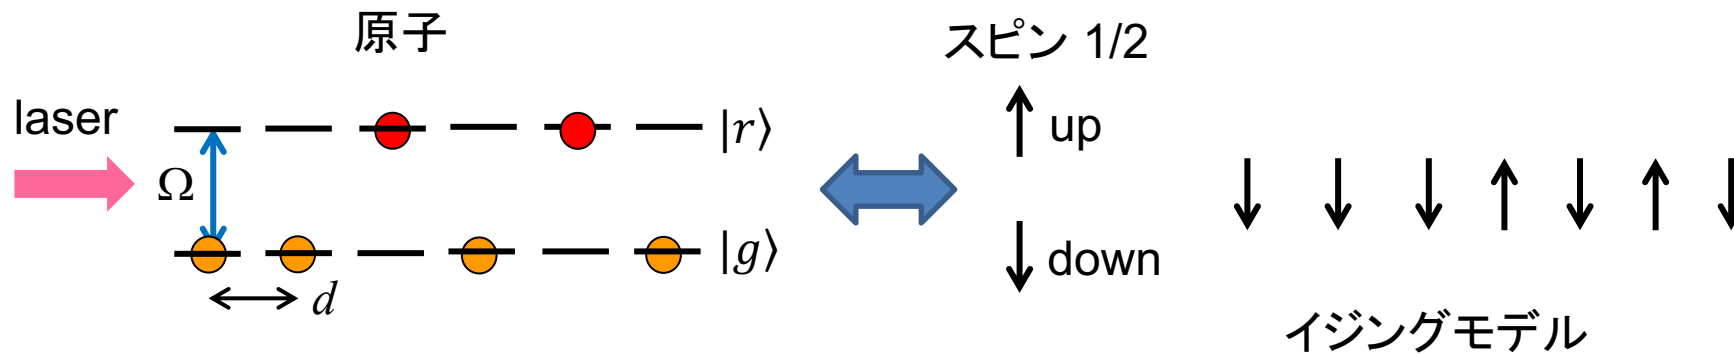 原子
laser
Ω
|r⟩
|g⟩
d
スピン 1/2
up
down
イジングモデル